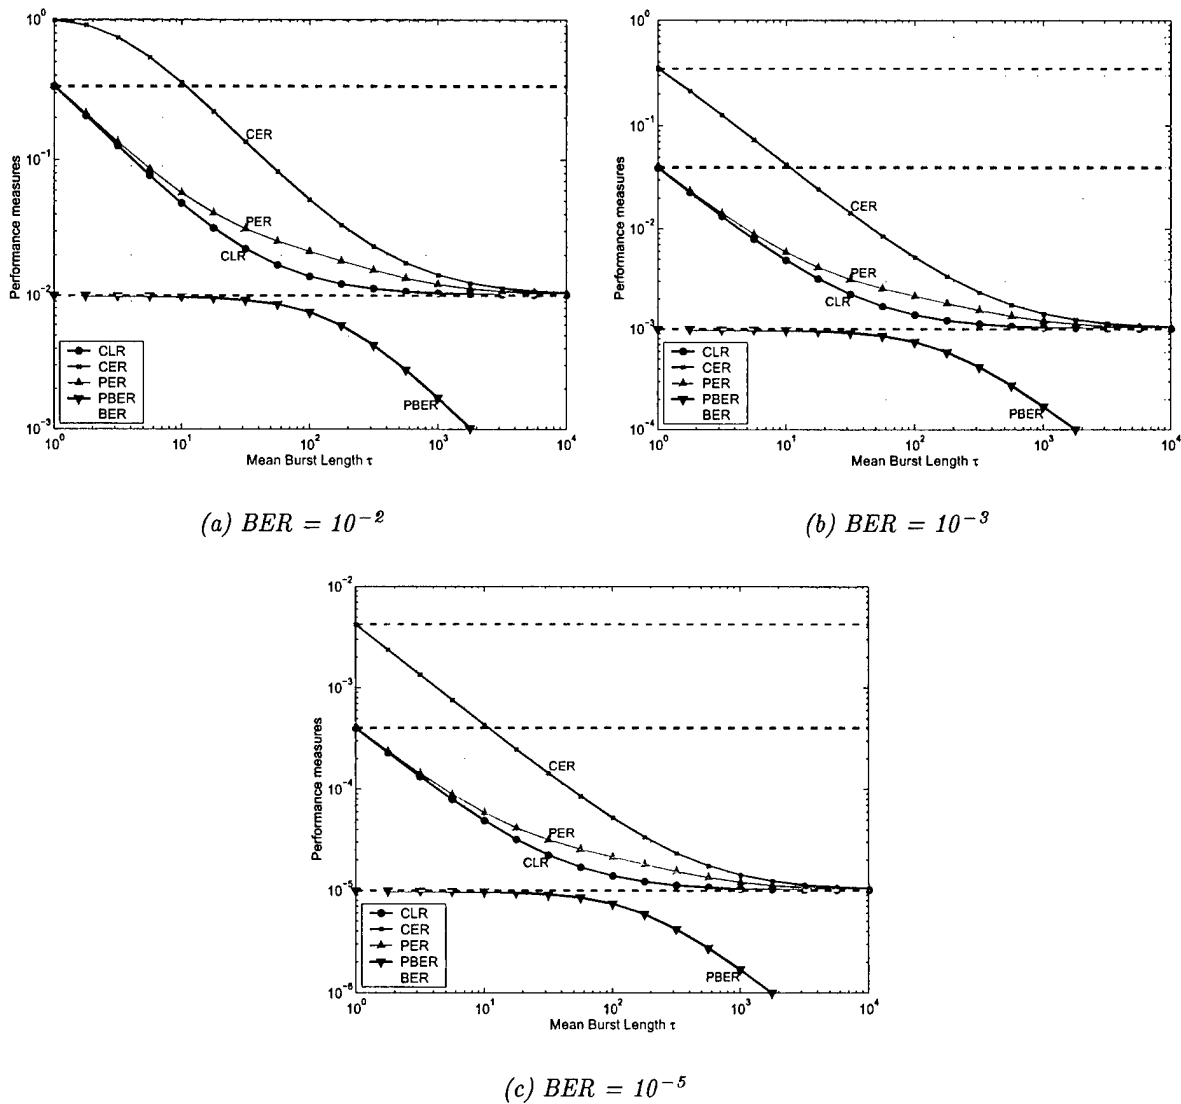 10⁰
10⁻¹
10⁻²
10⁻³
Performance measures
CER
PER
CLR
PBER
CLR
CER
PER
PBER
BER
10⁰ 10¹ 10² 10³ 10⁴
Mean Burst Length τ
(a) BER = 10⁻²
10⁰
10⁻¹
10⁻²
10⁻³
10⁻⁴
Performance measures
CER
PER
CLR
PBER
CLR
CER
PER
PBER
BER
10⁰ 10¹ 10² 10³ 10⁴
Mean Burst Length τ
(b) BER = 10⁻³
10⁻²
10⁻³
10⁻⁴
10⁻⁵
10⁻⁶
Performance measures
CER
PER
CLR
PBER
CLR
CER
PER
PBER
BER
10⁰ 10¹ 10² 10³ 10⁴
Mean Burst Length τ
(c) BER = 10⁻⁵